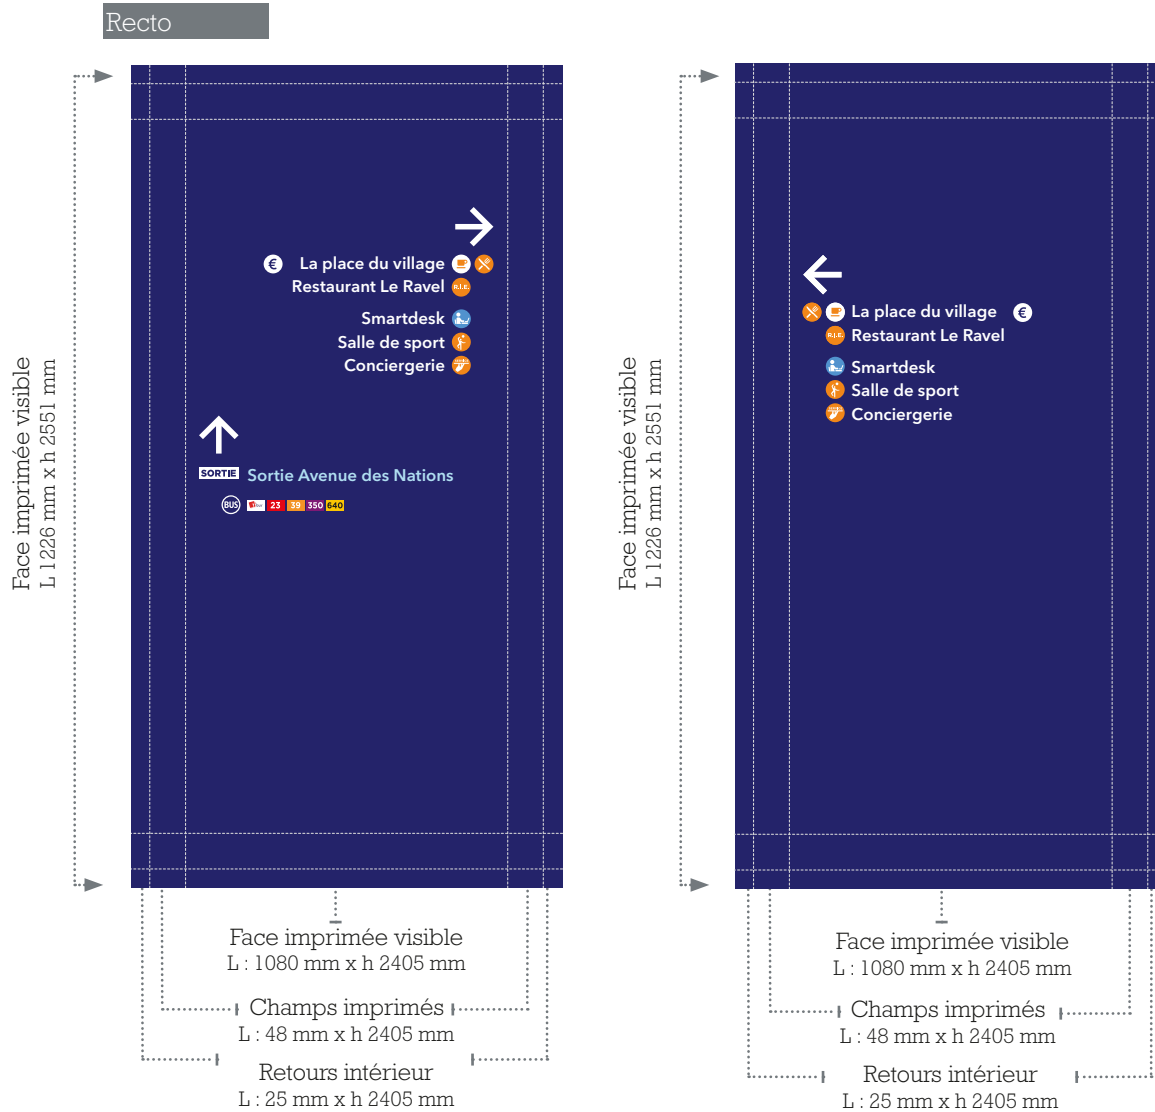 Recto
Face imprimée visible
L 1226 mm x h 2551 mm
€ La place du village
Restaurant Le Ravel R.I.E.
Smartdesk
Salle de sport
Conciergerie
SORTIE Sortie Avenue des Nations
BUS 23 39 350 640
Face imprimée visible
L : 1080 mm x h 2405 mm
Champs imprimés
L : 48 mm x h 2405 mm
Retours intérieur
L : 25 mm x h 2405 mm
Face imprimée visible
L 1226 mm x h 2551 mm
La place du village €
R.I.E. Restaurant Le Ravel
Smartdesk
Salle de sport
Conciergerie
Face imprimée visible
L : 1080 mm x h 2405 mm
Champs imprimés
L : 48 mm x h 2405 mm
Retours intérieur
L : 25 mm x h 2405 mm